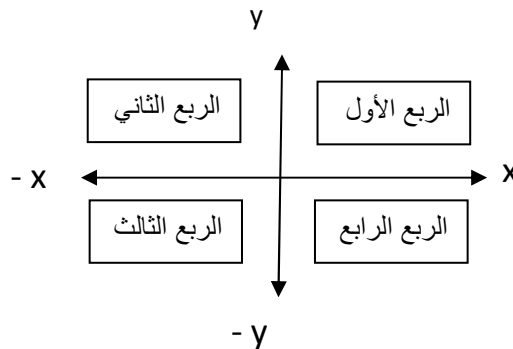 y
الربع الثاني
الربع الأول
- x
x
الربع الثالث
الربع الرابع
- y